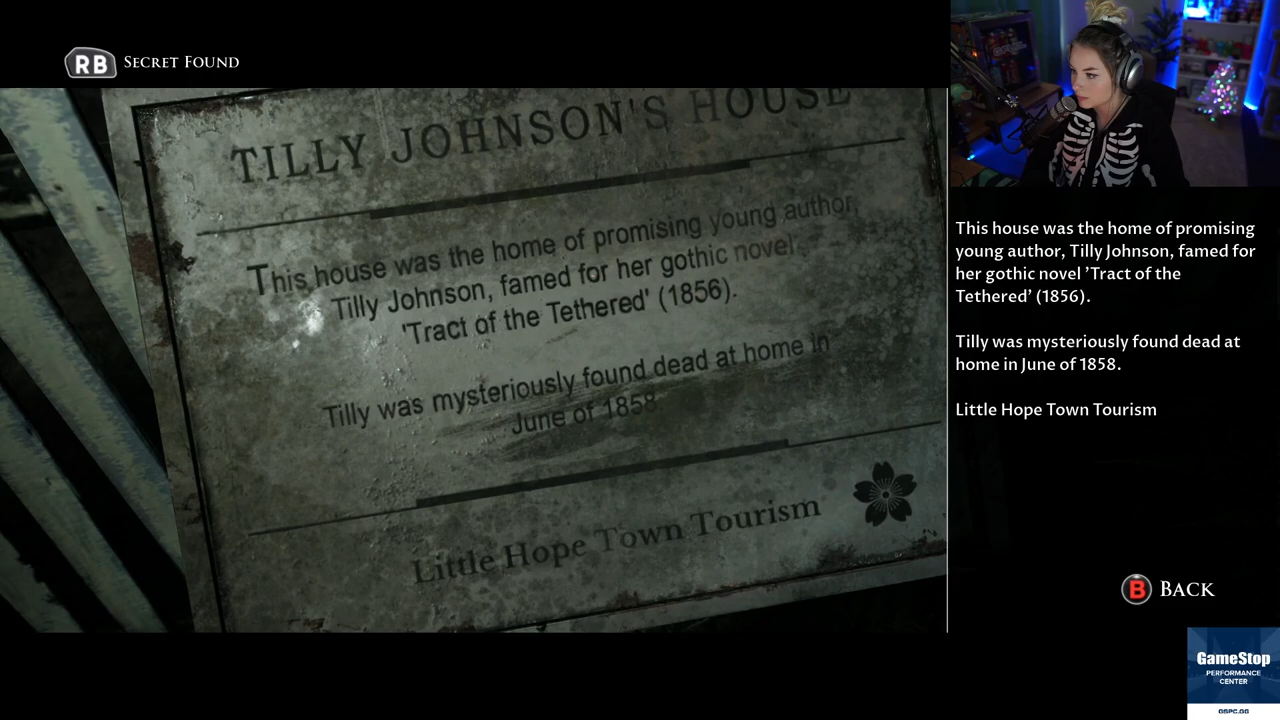 RB SECRET FOUND
TILLY JOHNSON'S HOUSE
This house was the home of promising young author,
Tilly Johnson, famed for her gothic novel
'Tract of the Tethered' (1856).
Tilly was mysteriously found dead at home in
June of 1858.
Little Hope Town Tourism
This house was the home of promising
young author, Tilly Johnson, famed for
her gothic novel 'Tract of the
Tethered' (1856).
Tilly was mysteriously found dead at
home in June of 1858.
Little Hope Town Tourism
B BACK
GameStop
PERFORMANCE
CENTER
GSPC.GG